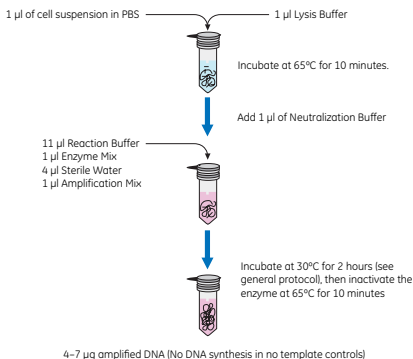 1 µl of cell suspension in PBS
1 µl Lysis Buffer
Incubate at 65ºC for 10 minutes.
Add 1 µl of Neutralization Buffer
11 µl Reaction Buffer
1 µl Enzyme Mix
4 µl Sterile Water
1 µl Amplification Mix
Incubate at 30ºC for 2 hours (see
general protocol), then inactivate the
enzyme at 65ºC for 10 minutes
4–7 µg amplified DNA (No DNA synthesis in no template controls)